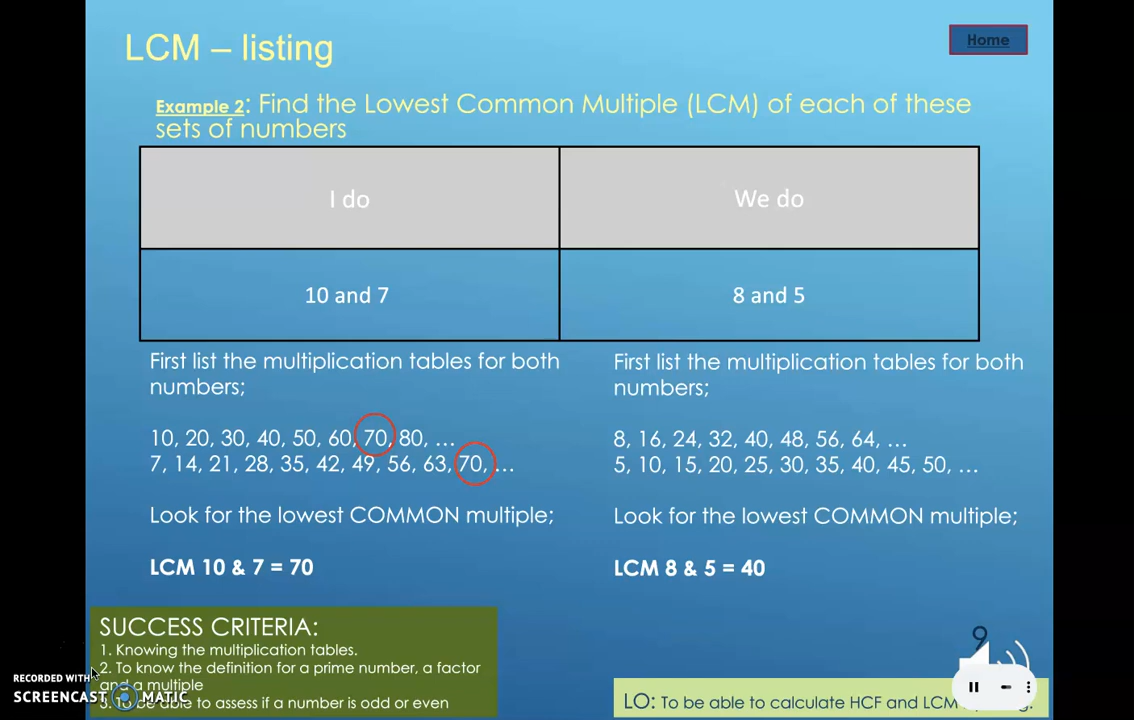 LCM – listing
Home
Example 2: Find the Lowest Common Multiple (LCM) of each of these
sets of numbers
I do
We do
10 and 7
8 and 5
First list the multiplication tables for both
numbers;
10, 20, 30, 40, 50, 60, 70, 80, ...
7, 14, 21, 28, 35, 42, 49, 56, 63, 70, ...
Look for the lowest COMMON multiple;
LCM 10 & 7 = 70
First list the multiplication tables for both
numbers;
8, 16, 24, 32, 40, 48, 56, 64, ...
5, 10, 15, 20, 25, 30, 35, 40, 45, 50, ...
Look for the lowest COMMON multiple;
LCM 8 & 5 = 40
SUCCESS CRITERIA:
1. Knowing the multiplication tables.
2. To know the definition for a prime number, a factor
and a multiple
3. To be able to assess if a number is odd or even
RECORDED WITH
SCREENCAST MATIC
9
LO: To be able to calculate HCF and LCM